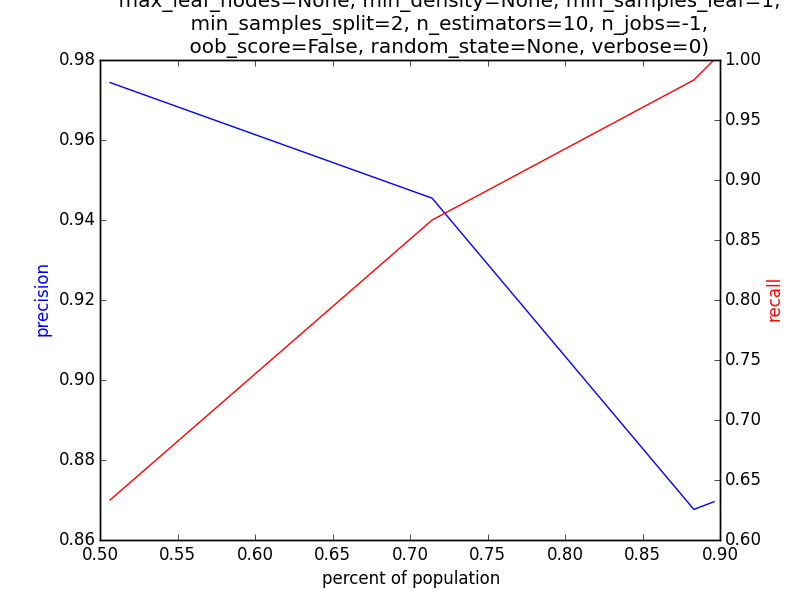 max_leaf_nodes=None, min_density=None, min_samples_leaf=1,
min_samples_split=2, n_estimators=10, n_jobs=-1,
oob_score=False, random_state=None, verbose=0)
0.98
0.96
0.94
0.92
0.90
0.88
0.86
precision
1.00
0.95
0.90
0.85
0.80
0.75
0.70
0.65
0.60
recall
0.50 0.55 0.60 0.65 0.70 0.75 0.80 0.85 0.90
percent of population